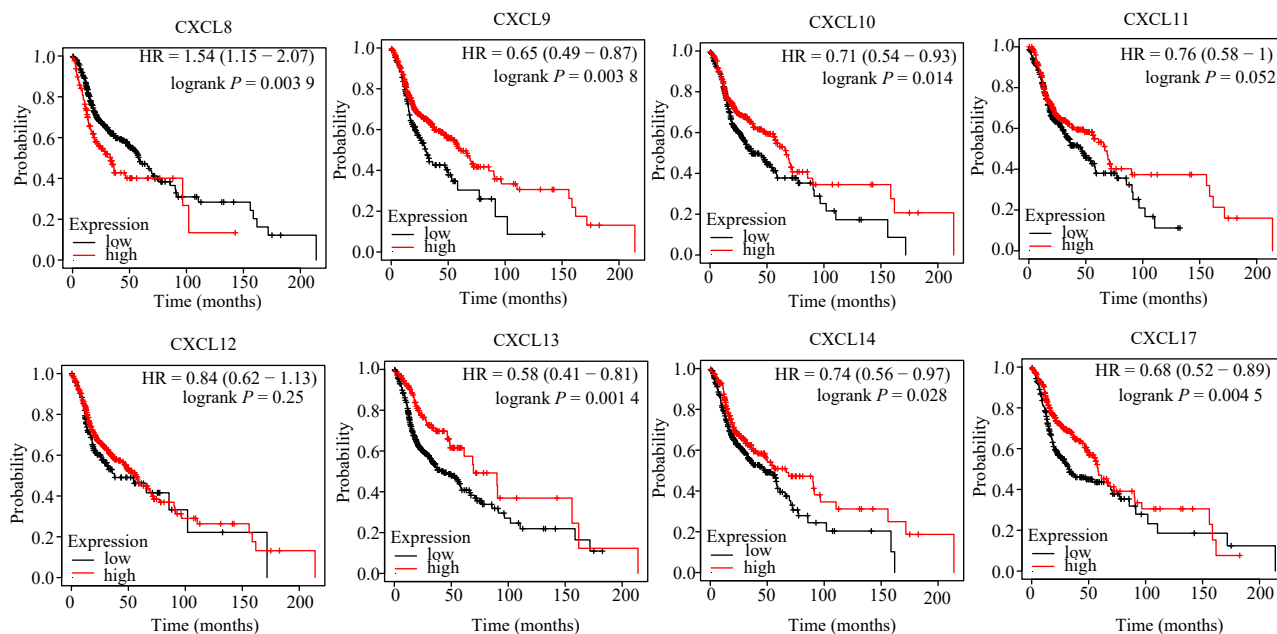 CXCL8
HR = 1.54 (1.15 − 2.07)
logrank P = 0.003 9
Probability
1.0
0.8
0.6
0.4
0.2
0.0
Expression
low
high
0 50 100 150 200
Time (months)
CXCL9
HR = 0.65 (0.49 − 0.87)
logrank P = 0.003 8
Probability
1.0
0.8
0.6
0.4
0.2
0.0
Expression
low
high
0 50 100 150 200
Time (months)
CXCL10
HR = 0.71 (0.54 − 0.93)
logrank P = 0.014
Probability
1.0
0.8
0.6
0.4
0.2
0.0
Expression
low
high
0 50 100 150 200
Time (months)
CXCL11
HR = 0.76 (0.58 − 1)
logrank P = 0.052
Probability
1.0
0.8
0.6
0.4
0.2
0.0
Expression
low
high
0 50 100 150 200
Time (months)
CXCL12
HR = 0.84 (0.62 − 1.13)
logrank P = 0.25
Probability
1.0
0.8
0.6
0.4
0.2
0.0
Expression
low
high
0 50 100 150 200
Time (months)
CXCL13
HR = 0.58 (0.41 − 0.81)
logrank P = 0.001 4
Probability
1.0
0.8
0.6
0.4
0.2
0.0
Expression
low
high
0 50 100 150 200
Time (months)
CXCL14
HR = 0.74 (0.56 − 0.97)
logrank P = 0.028
Probability
1.0
0.8
0.6
0.4
0.2
0.0
Expression
low
high
0 50 100 150 200
Time (months)
CXCL17
HR = 0.68 (0.52 − 0.89)
logrank P = 0.004 5
Probability
1.0
0.8
0.6
0.4
0.2
0.0
Expression
low
high
0 50 100 150 200
Time (months)